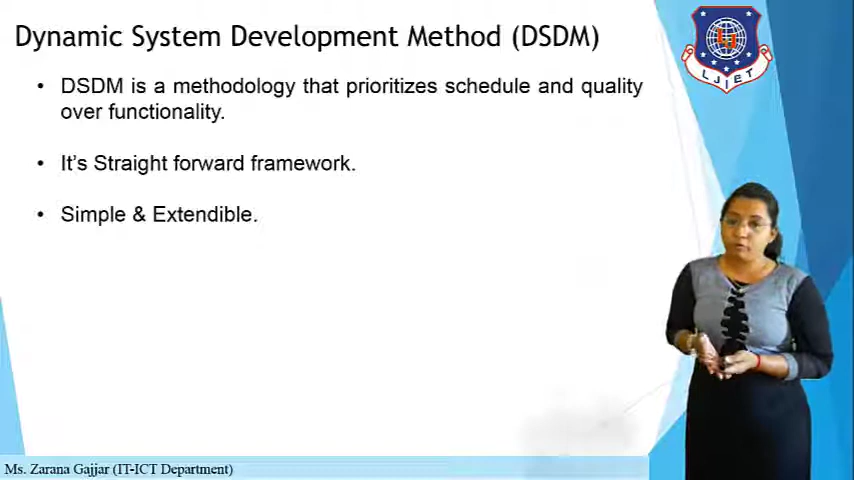 Dynamic System Development Method (DSDM)
• DSDM is a methodology that prioritizes schedule and quality
over functionality.
• It's Straight forward framework.
• Simple & Extendible.
LJIET
Ms. Zarana Gajjar (IT-ICT Department)